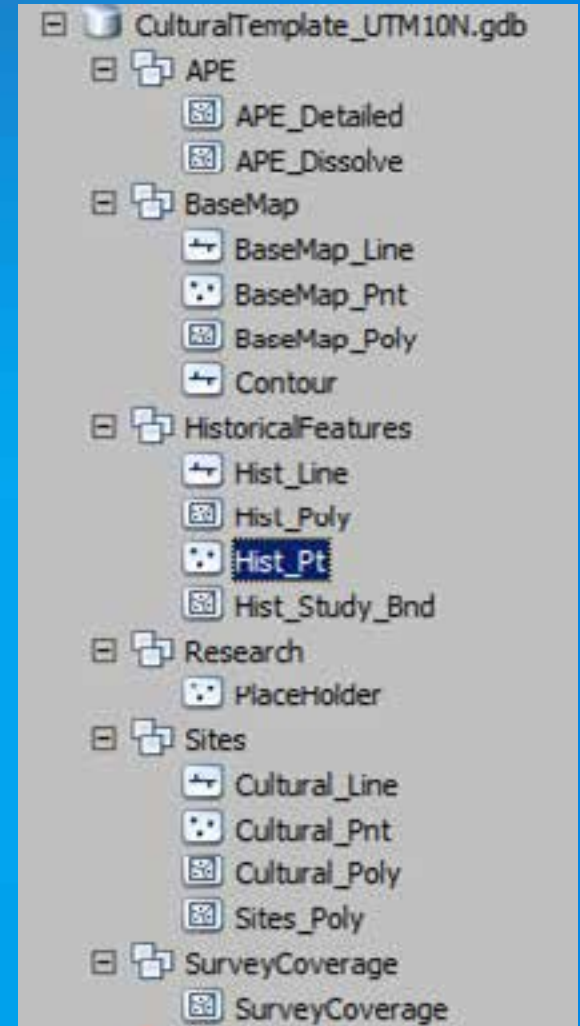 CulturalTemplate_UTM10N.gdb
APE
APE_Detailed
APE_Dissolve
BaseMap
BaseMap_Line
BaseMap_Pnt
BaseMap_Poly
Contour
HistoricalFeatures
Hist_Line
Hist_Poly
Hist_Pt
Hist_Study_Bnd
Research
PlaceHolder
Sites
Cultural_Line
Cultural_Pnt
Cultural_Poly
Sites_Poly
SurveyCoverage
SurveyCoverage